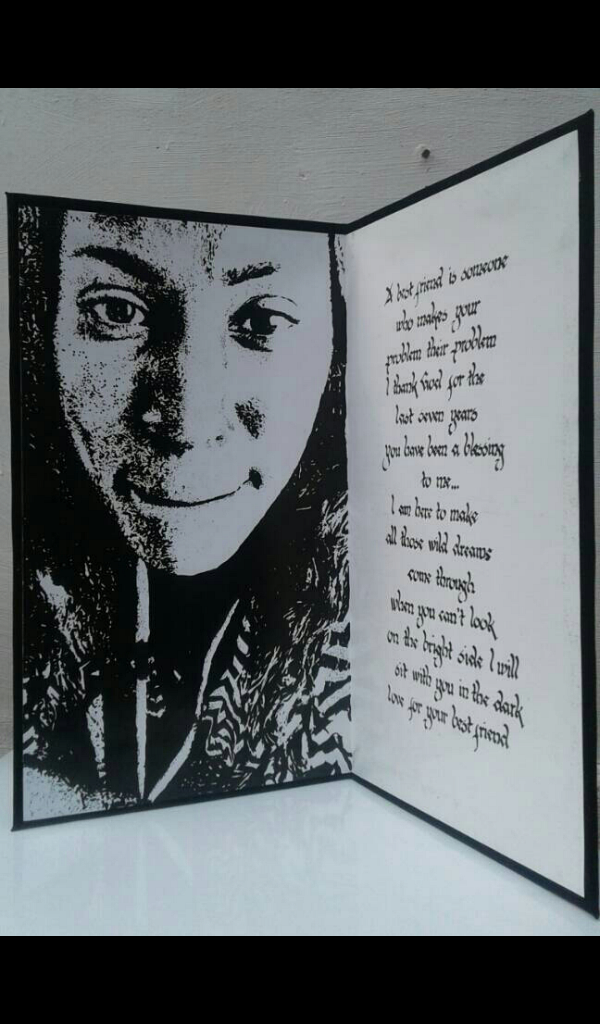 A best friend is someone
who makes your
problem their problem
I thank God for the
last seven years
you have been a blessing
to me...
I am here to make
all those wild dreams
come through
when you can't look
on the bright side I will
sit with you in the dark
love for your best friend